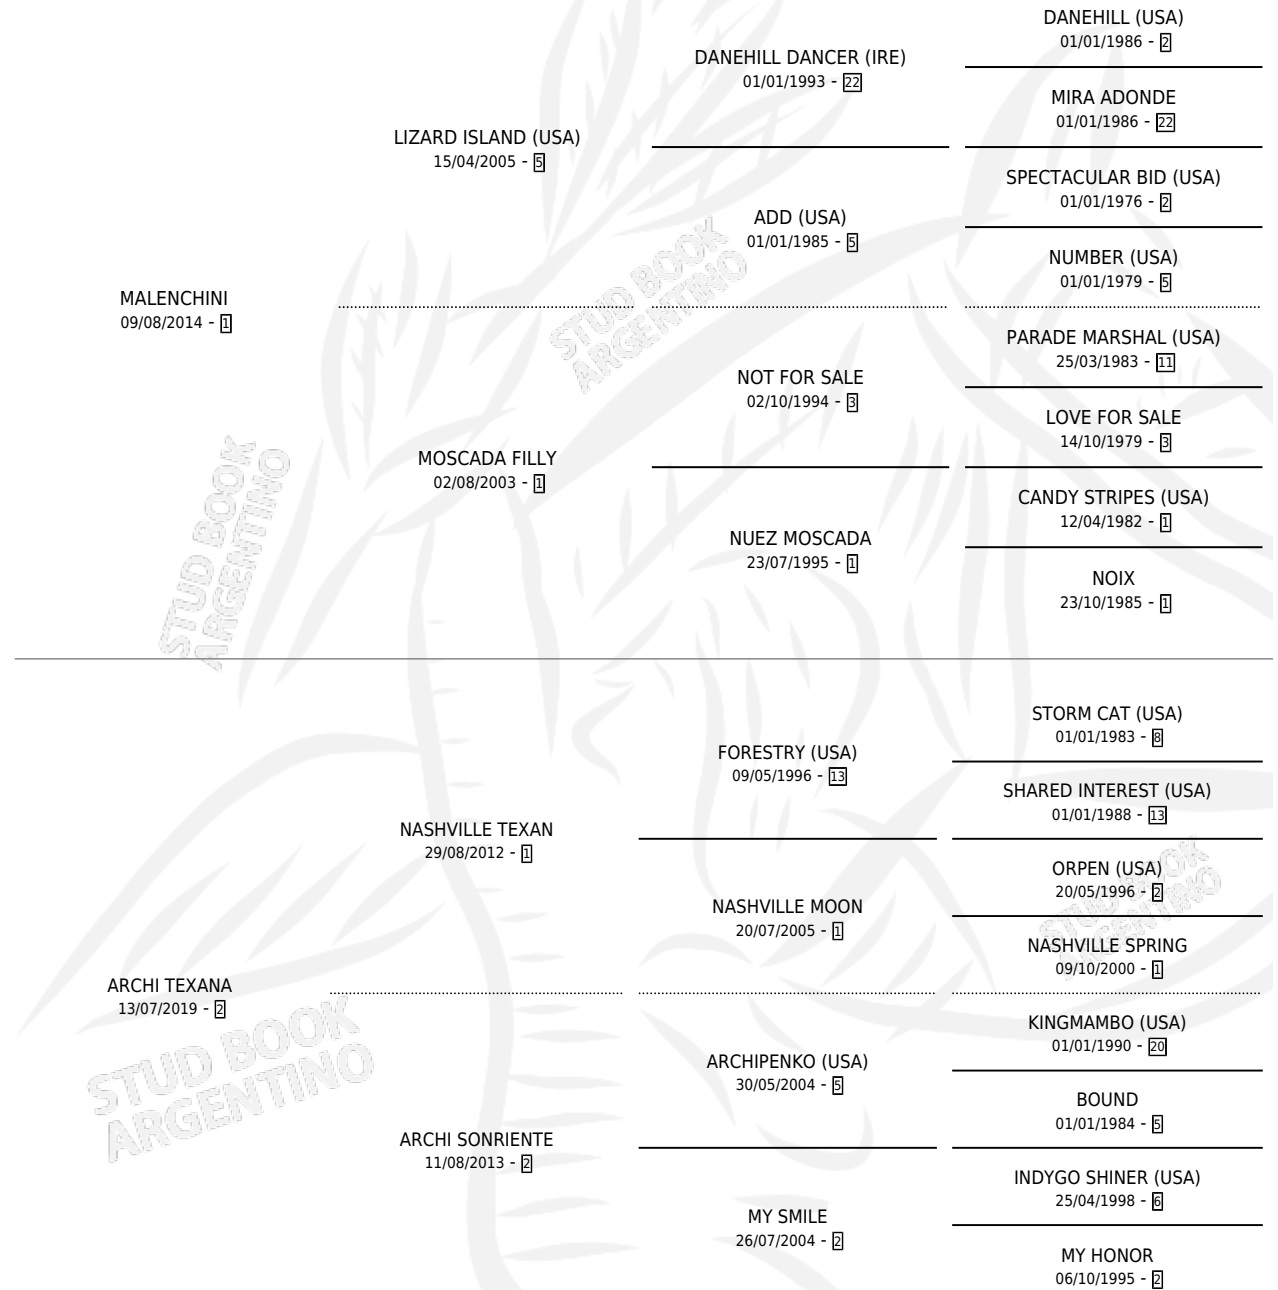 DANEHILL (USA)
01/01/1986 - 2
DANEHILL DANCER (IRE)
01/01/1993 - 22
MIRA ADONDE
01/01/1986 - 22
LIZARD ISLAND (USA)
15/04/2005 - 5
SPECTACULAR BID (USA)
01/01/1976 - 2
ADD (USA)
01/01/1985 - 5
NUMBER (USA)
01/01/1979 - 5
MALENCHINI
09/08/2014 - 1
PARADE MARSHAL (USA)
25/03/1983 - 11
NOT FOR SALE
02/10/1994 - 3
LOVE FOR SALE
14/10/1979 - 3
MOSCADA FILLY
02/08/2003 - 1
CANDY STRIPES (USA)
12/04/1982 - 1
NUEZ MOSCADA
23/07/1995 - 1
NOIX
23/10/1985 - 1
STUD BOOK
ARGENTINO
STUD BOOK
ARGENTINO
STORM CAT (USA)
01/01/1983 - 8
FORESTRY (USA)
09/05/1996 - 13
SHARED INTEREST (USA)
01/01/1988 - 13
NASHVILLE TEXAN
29/08/2012 - 1
ORPEN (USA)
20/05/1996 - 2
NASHVILLE MOON
20/07/2005 - 1
NASHVILLE SPRING
09/10/2000 - 1
ARCHI TEXANA
13/07/2019 - 2
KINGMAMBO (USA)
01/01/1990 - 20
ARCHIPENKO (USA)
30/05/2004 - 5
BOUND
01/01/1984 - 5
ARCHI SONRIENTE
11/08/2013 - 2
INDYGO SHINER (USA)
25/04/1998 - 6
MY SMILE
26/07/2004 - 2
MY HONOR
06/10/1995 - 2
STUD BOOK
ARGENTINO
STUD BOOK
ARGENTINO